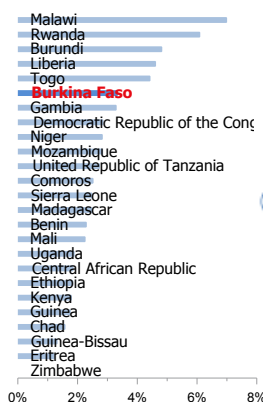 Malawi
Rwanda
Burundi
Liberia
Togo
Burkina Faso
Gambia
Democratic Republic of the Cong
Niger
Mozambique
United Republic of Tanzania
Comoros
Sierra Leone
Madagascar
Benin
Mali
Uganda
Central African Republic
Ethiopia
Kenya
Guinea
Chad
Guinea-Bissau
Eritrea
Zimbabwe
0% 2% 4% 6% 8%